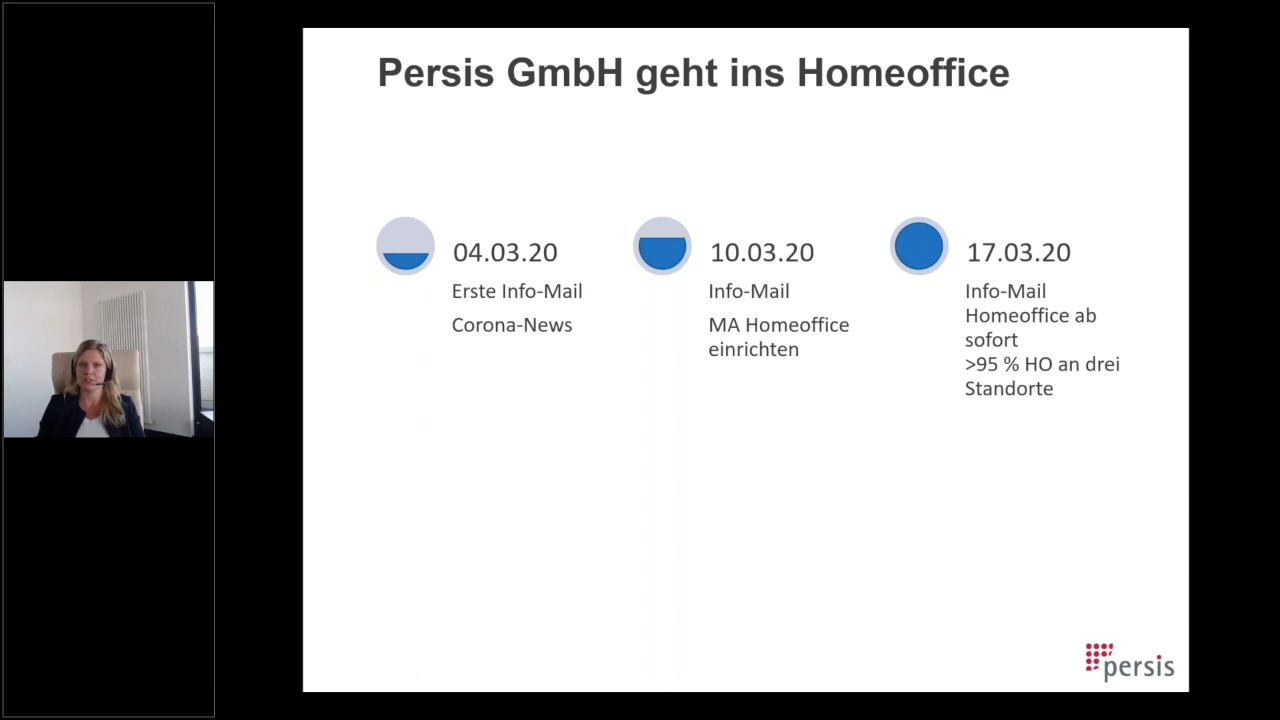 Persis GmbH geht ins Homeoffice
04.03.20
Erste Info-Mail
Corona-News
10.03.20
Info-Mail
MA Homeoffice
einrichten
17.03.20
Info-Mail
Homeoffice ab
sofort
>95 % HO an drei
Standorte
persis